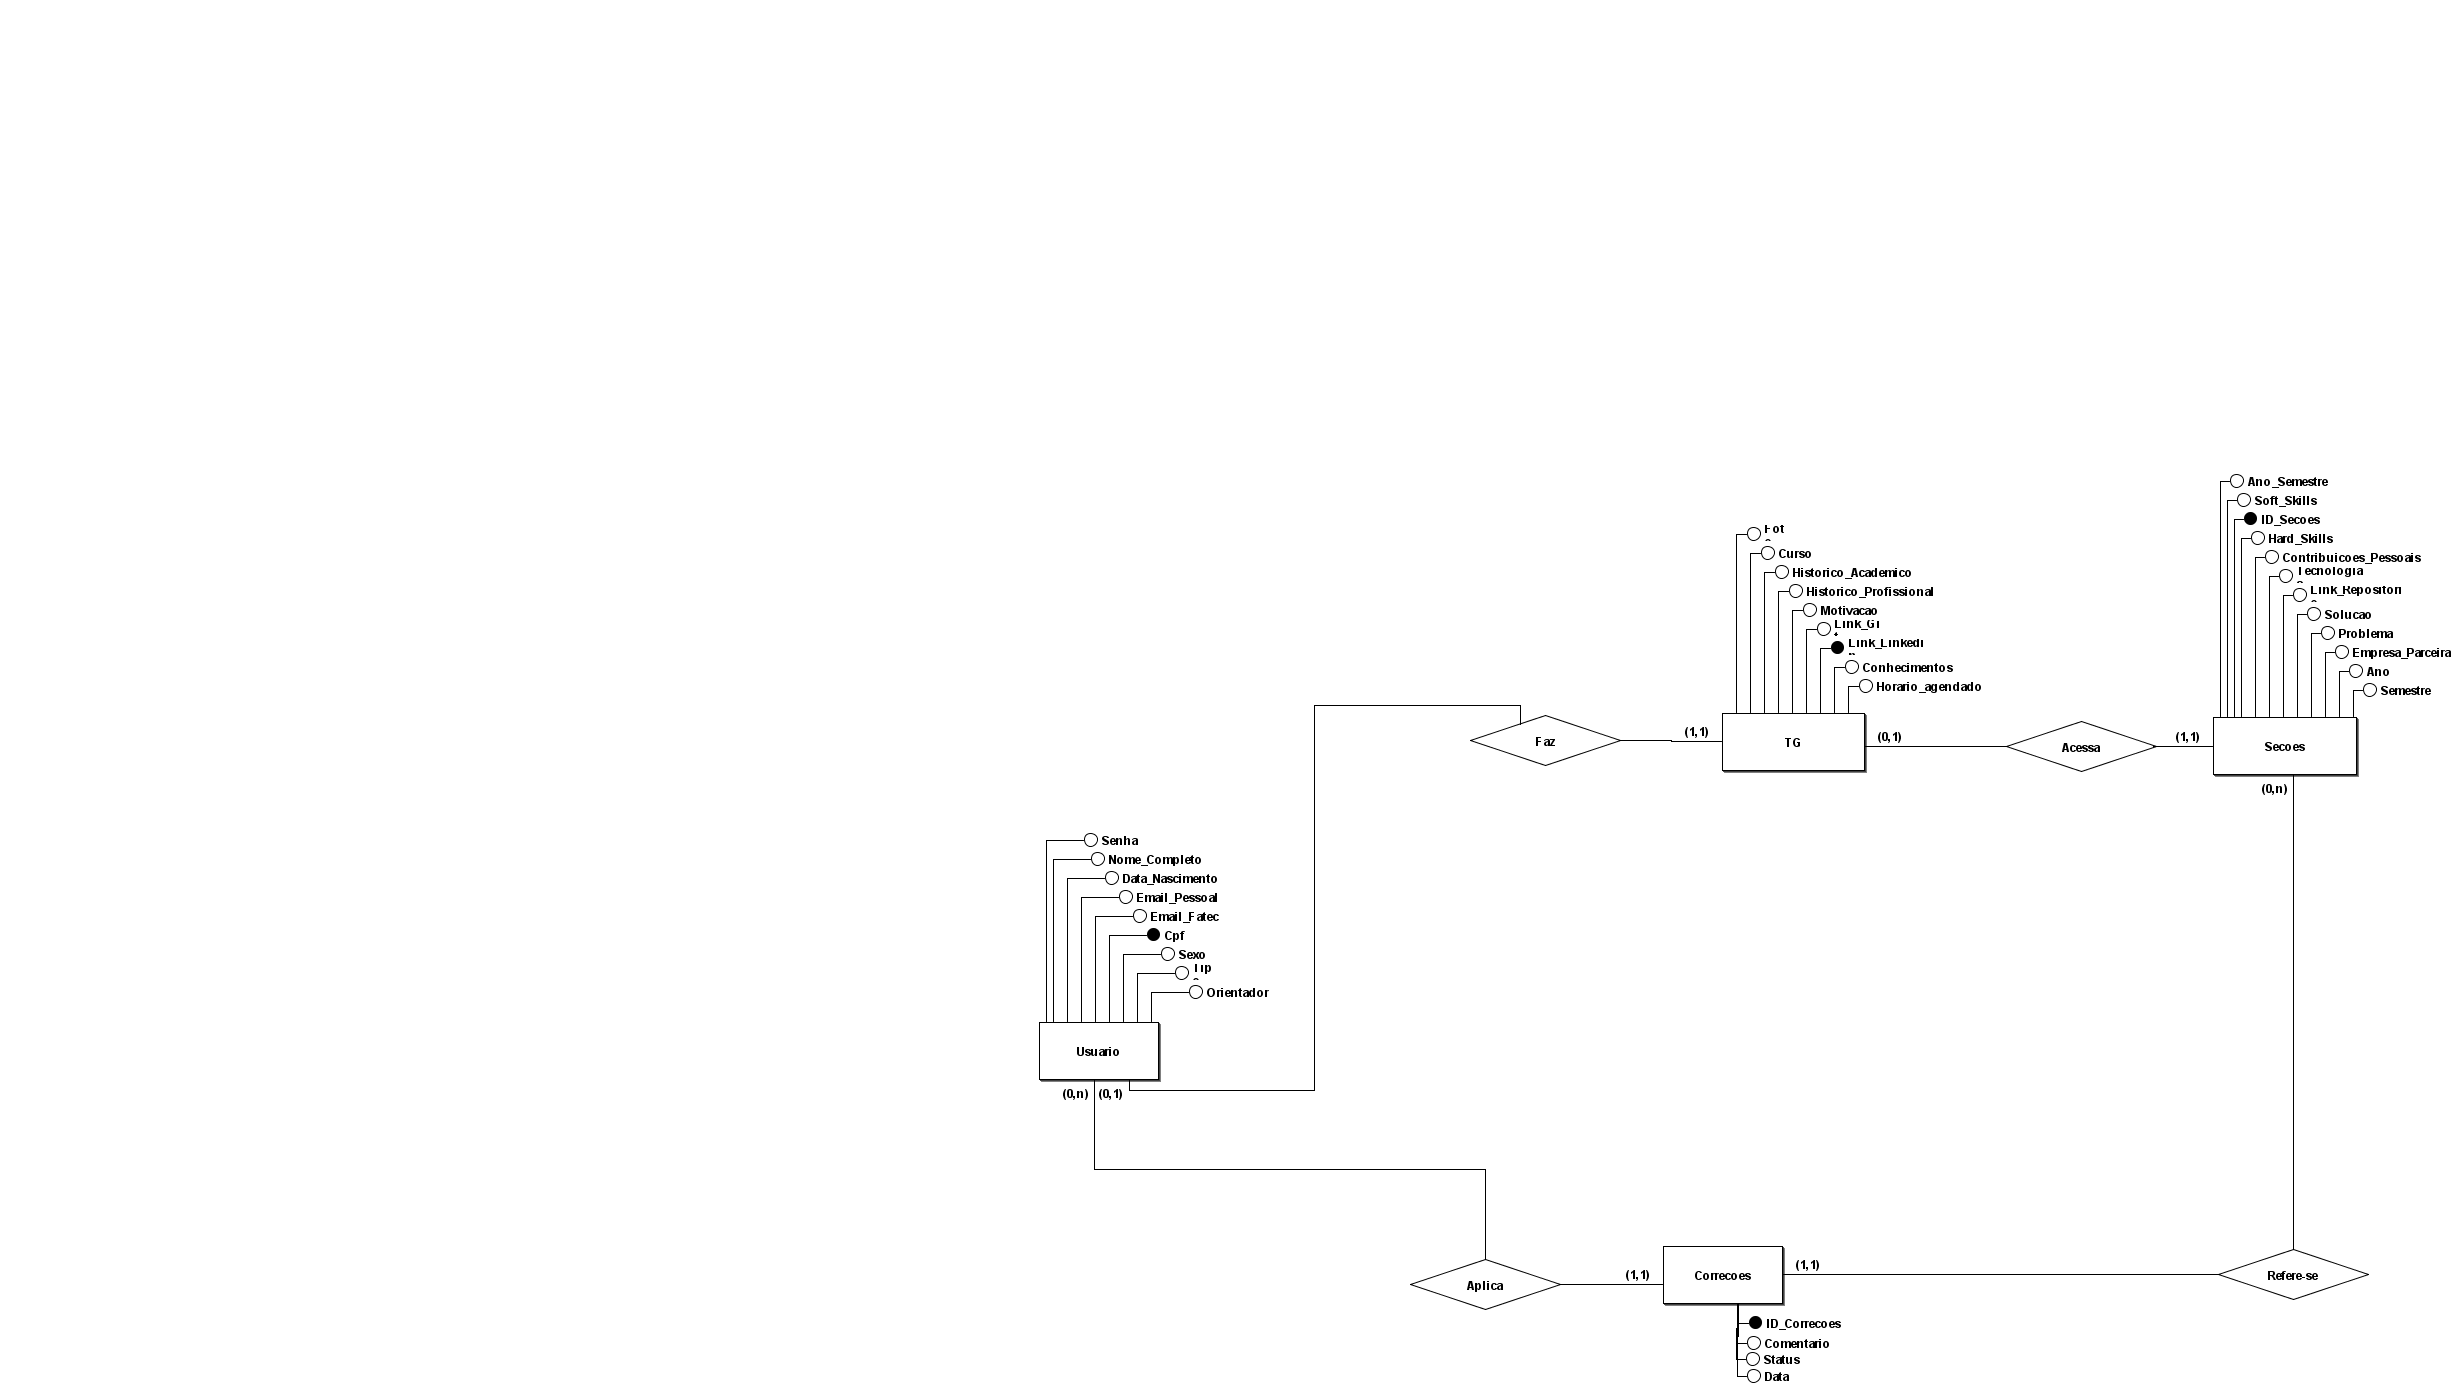 Ano_Semestre
Soft_Skills
ID_Secoes
Hard_Skills
Contribuicoes_Pessoais
Tecnologia
Link_Repositori
Solucao
Problema
Empresa_Parceira
Ano
Semestre
Fot
Curso
Historico_Academico
Historico_Profissional
Motivacao
Link_Gi
Link_Linkedi
Conhecimentos
Horario_agendado
Faz
(1,1)
TG
(0,1)
Acessa
(1,1)
Secoes
(0,n)
Senha
Nome_Completo
Data_Nascimento
Email_Pessoal
Email_Fatec
Cpf
Sexo
Tip
Orientador
Usuario
(0,n) (0,1)
Aplica
(1,1)
Correcoes
(1,1)
Refere-se
ID_Correcoes
Comentario
Status
Data